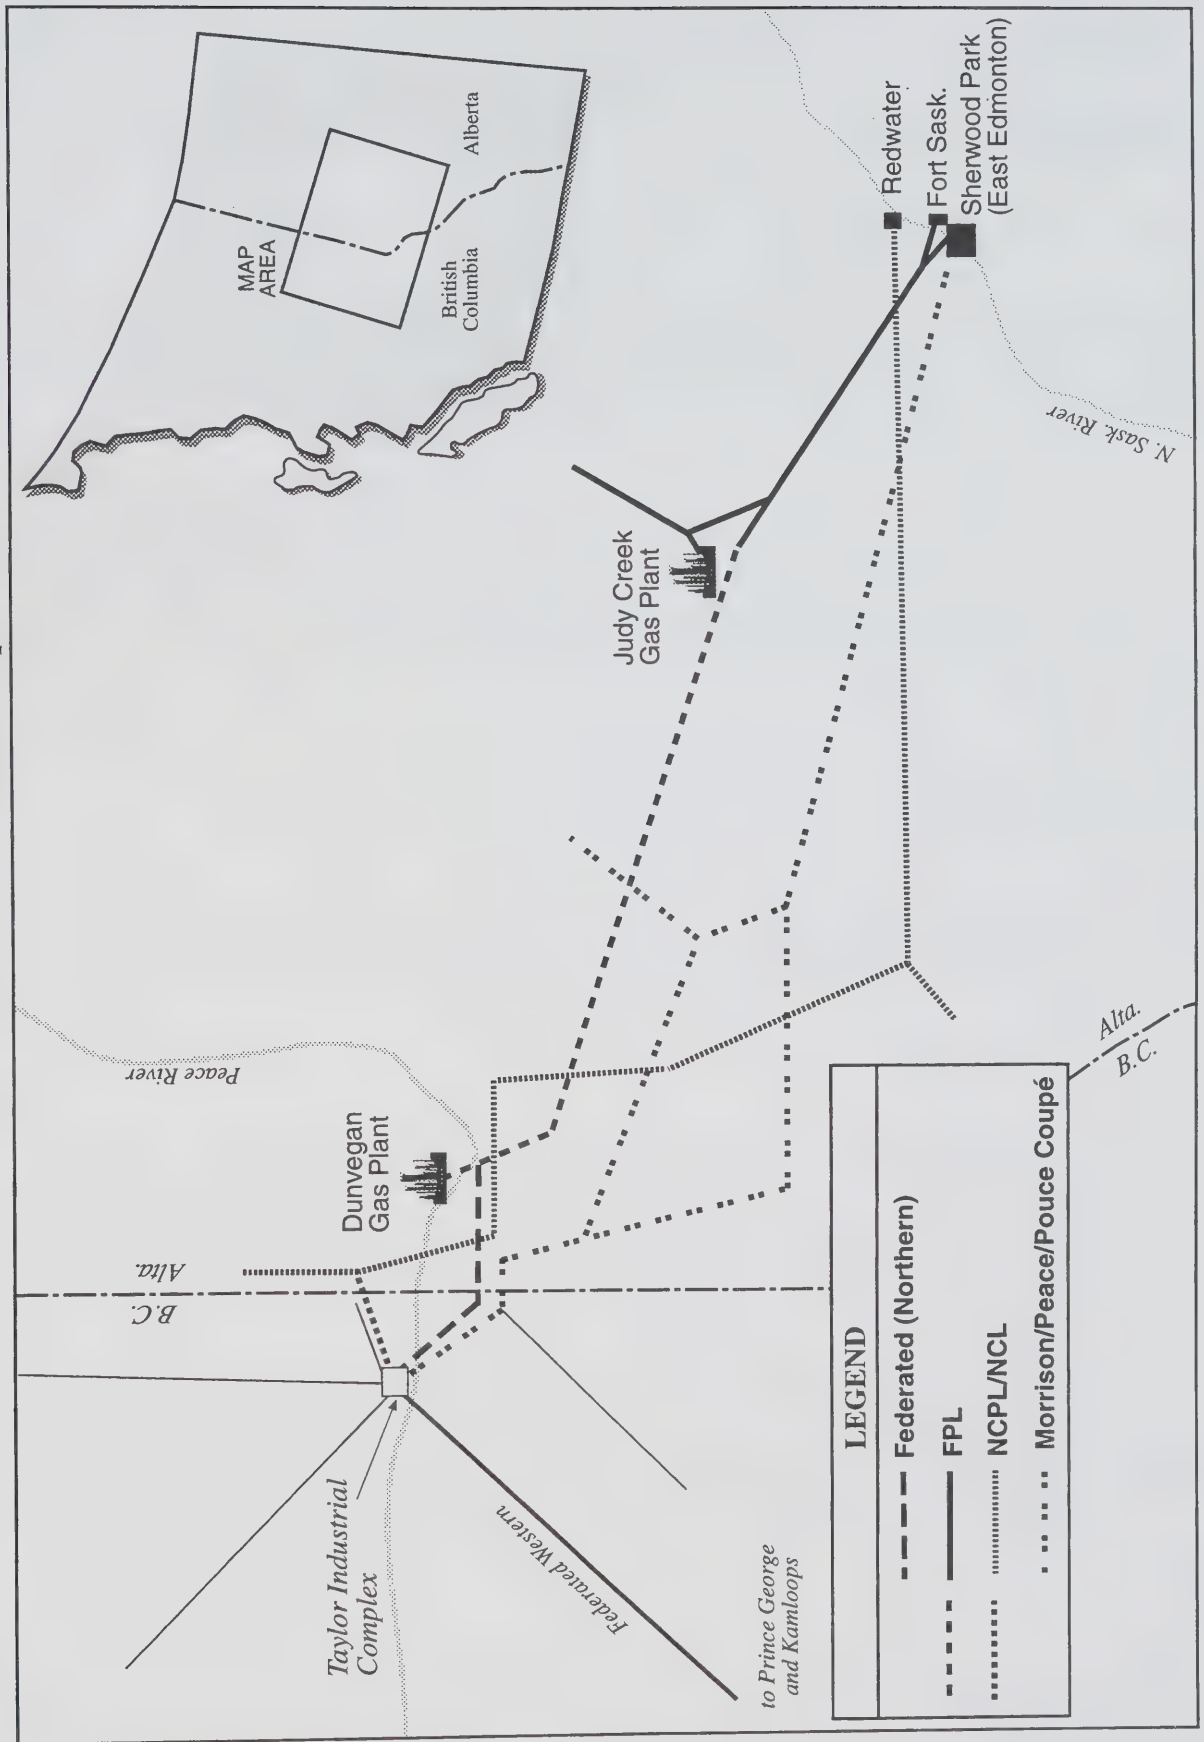 MAP
AREA
British
Columbia
Alberta
Peace River
Alta.
B.C.
Dunvegan
Gas Plant
Judy Creek
Gas Plant
Redwater
Fort Sask.
Sherwood Park
(East Edmonton)
N. Sask. River
Taylor Industrial
Complex
Federated Western
to Prince George
and Kamloops
Alta.
B.C.
LEGEND
Federated (Northern)
FPL
NCPL/NCL
Morrison/Peace/Pouce Coupé